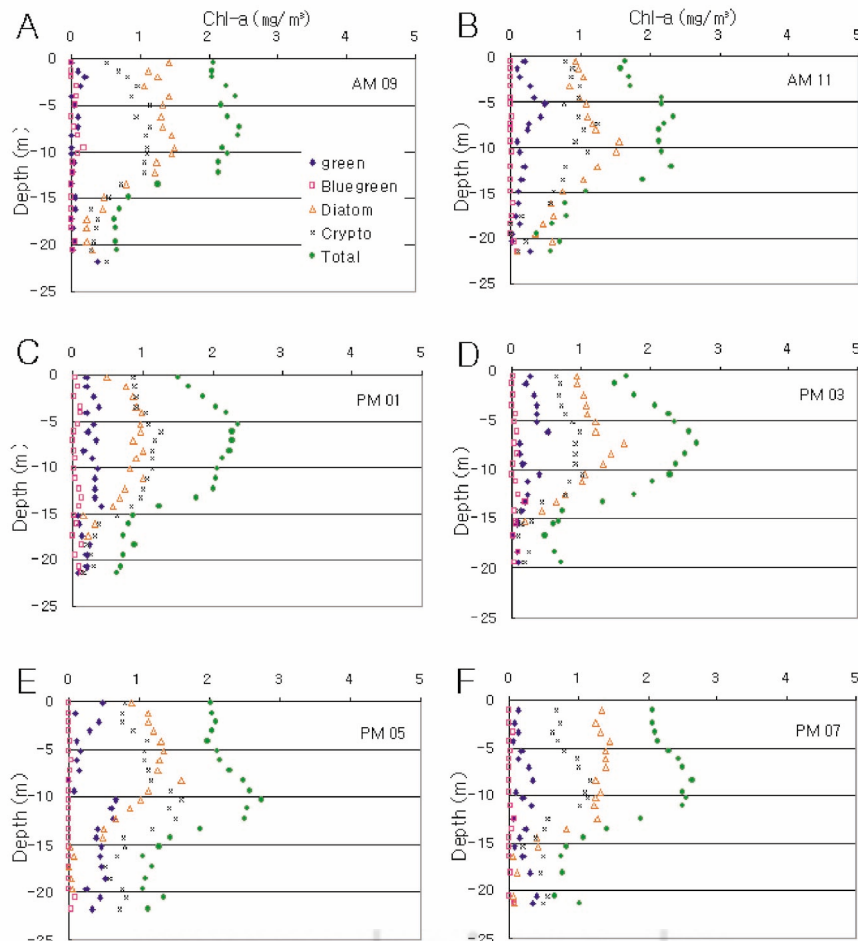 Chl-a (mg/m³)
Chl-a (mg/m³)
A
0 1 2 3 4 5
B
0 1 2 3 4 5
Depth (m)
0
-5
-10
-15
-20
-25
AM 09
green
Bluegreen
Diatom
Crypto
Total
Depth (m)
0
-5
-10
-15
-20
-25
AM 11
C
0 1 2 3 4 5
D
0 1 2 3 4 5
Depth (m)
0
-5
-10
-15
-20
-25
PM 01
Depth (m)
0
-5
-10
-15
-20
-25
PM 03
E
0 1 2 3 4 5
F
0 1 2 3 4 5
Depth (m)
0
-5
-10
-15
-20
-25
PM 05
Depth (m)
0
-5
-10
-15
-20
-25
PM 07